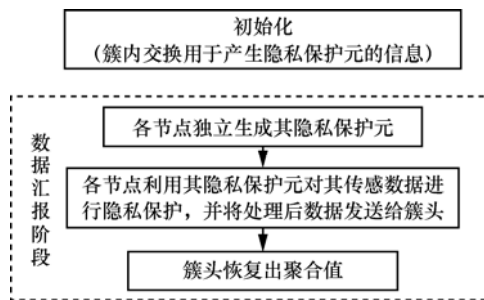 初始化
(簇内交换用于产生隐私保护元的信息)
数据汇报阶段
各节点独立生成其隐私保护元
各节点利用其隐私保护元对其传感数据进
行隐私保护，并将处理后数据发送给簇头
簇头恢复出聚合值